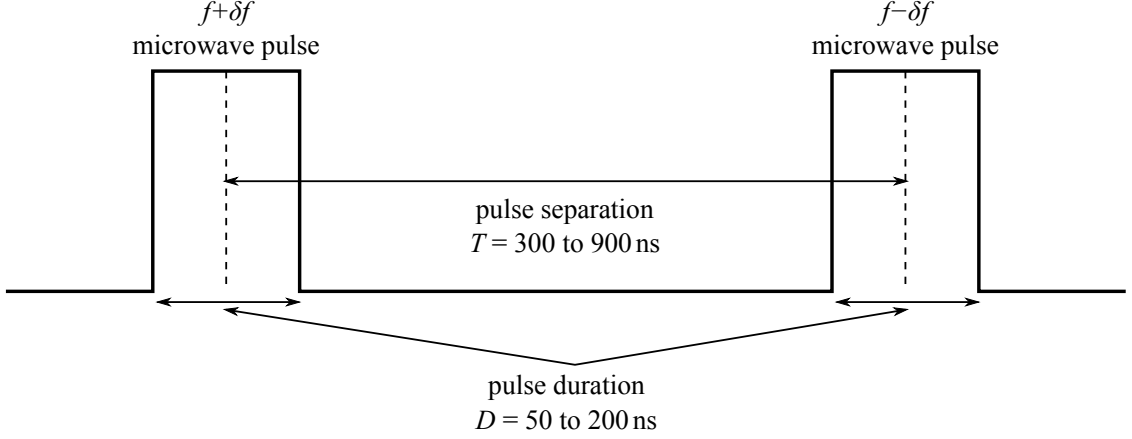 f+δf
microwave pulse
f−δf
microwave pulse
pulse separation
T = 300 to 900 ns
pulse duration
D = 50 to 200 ns